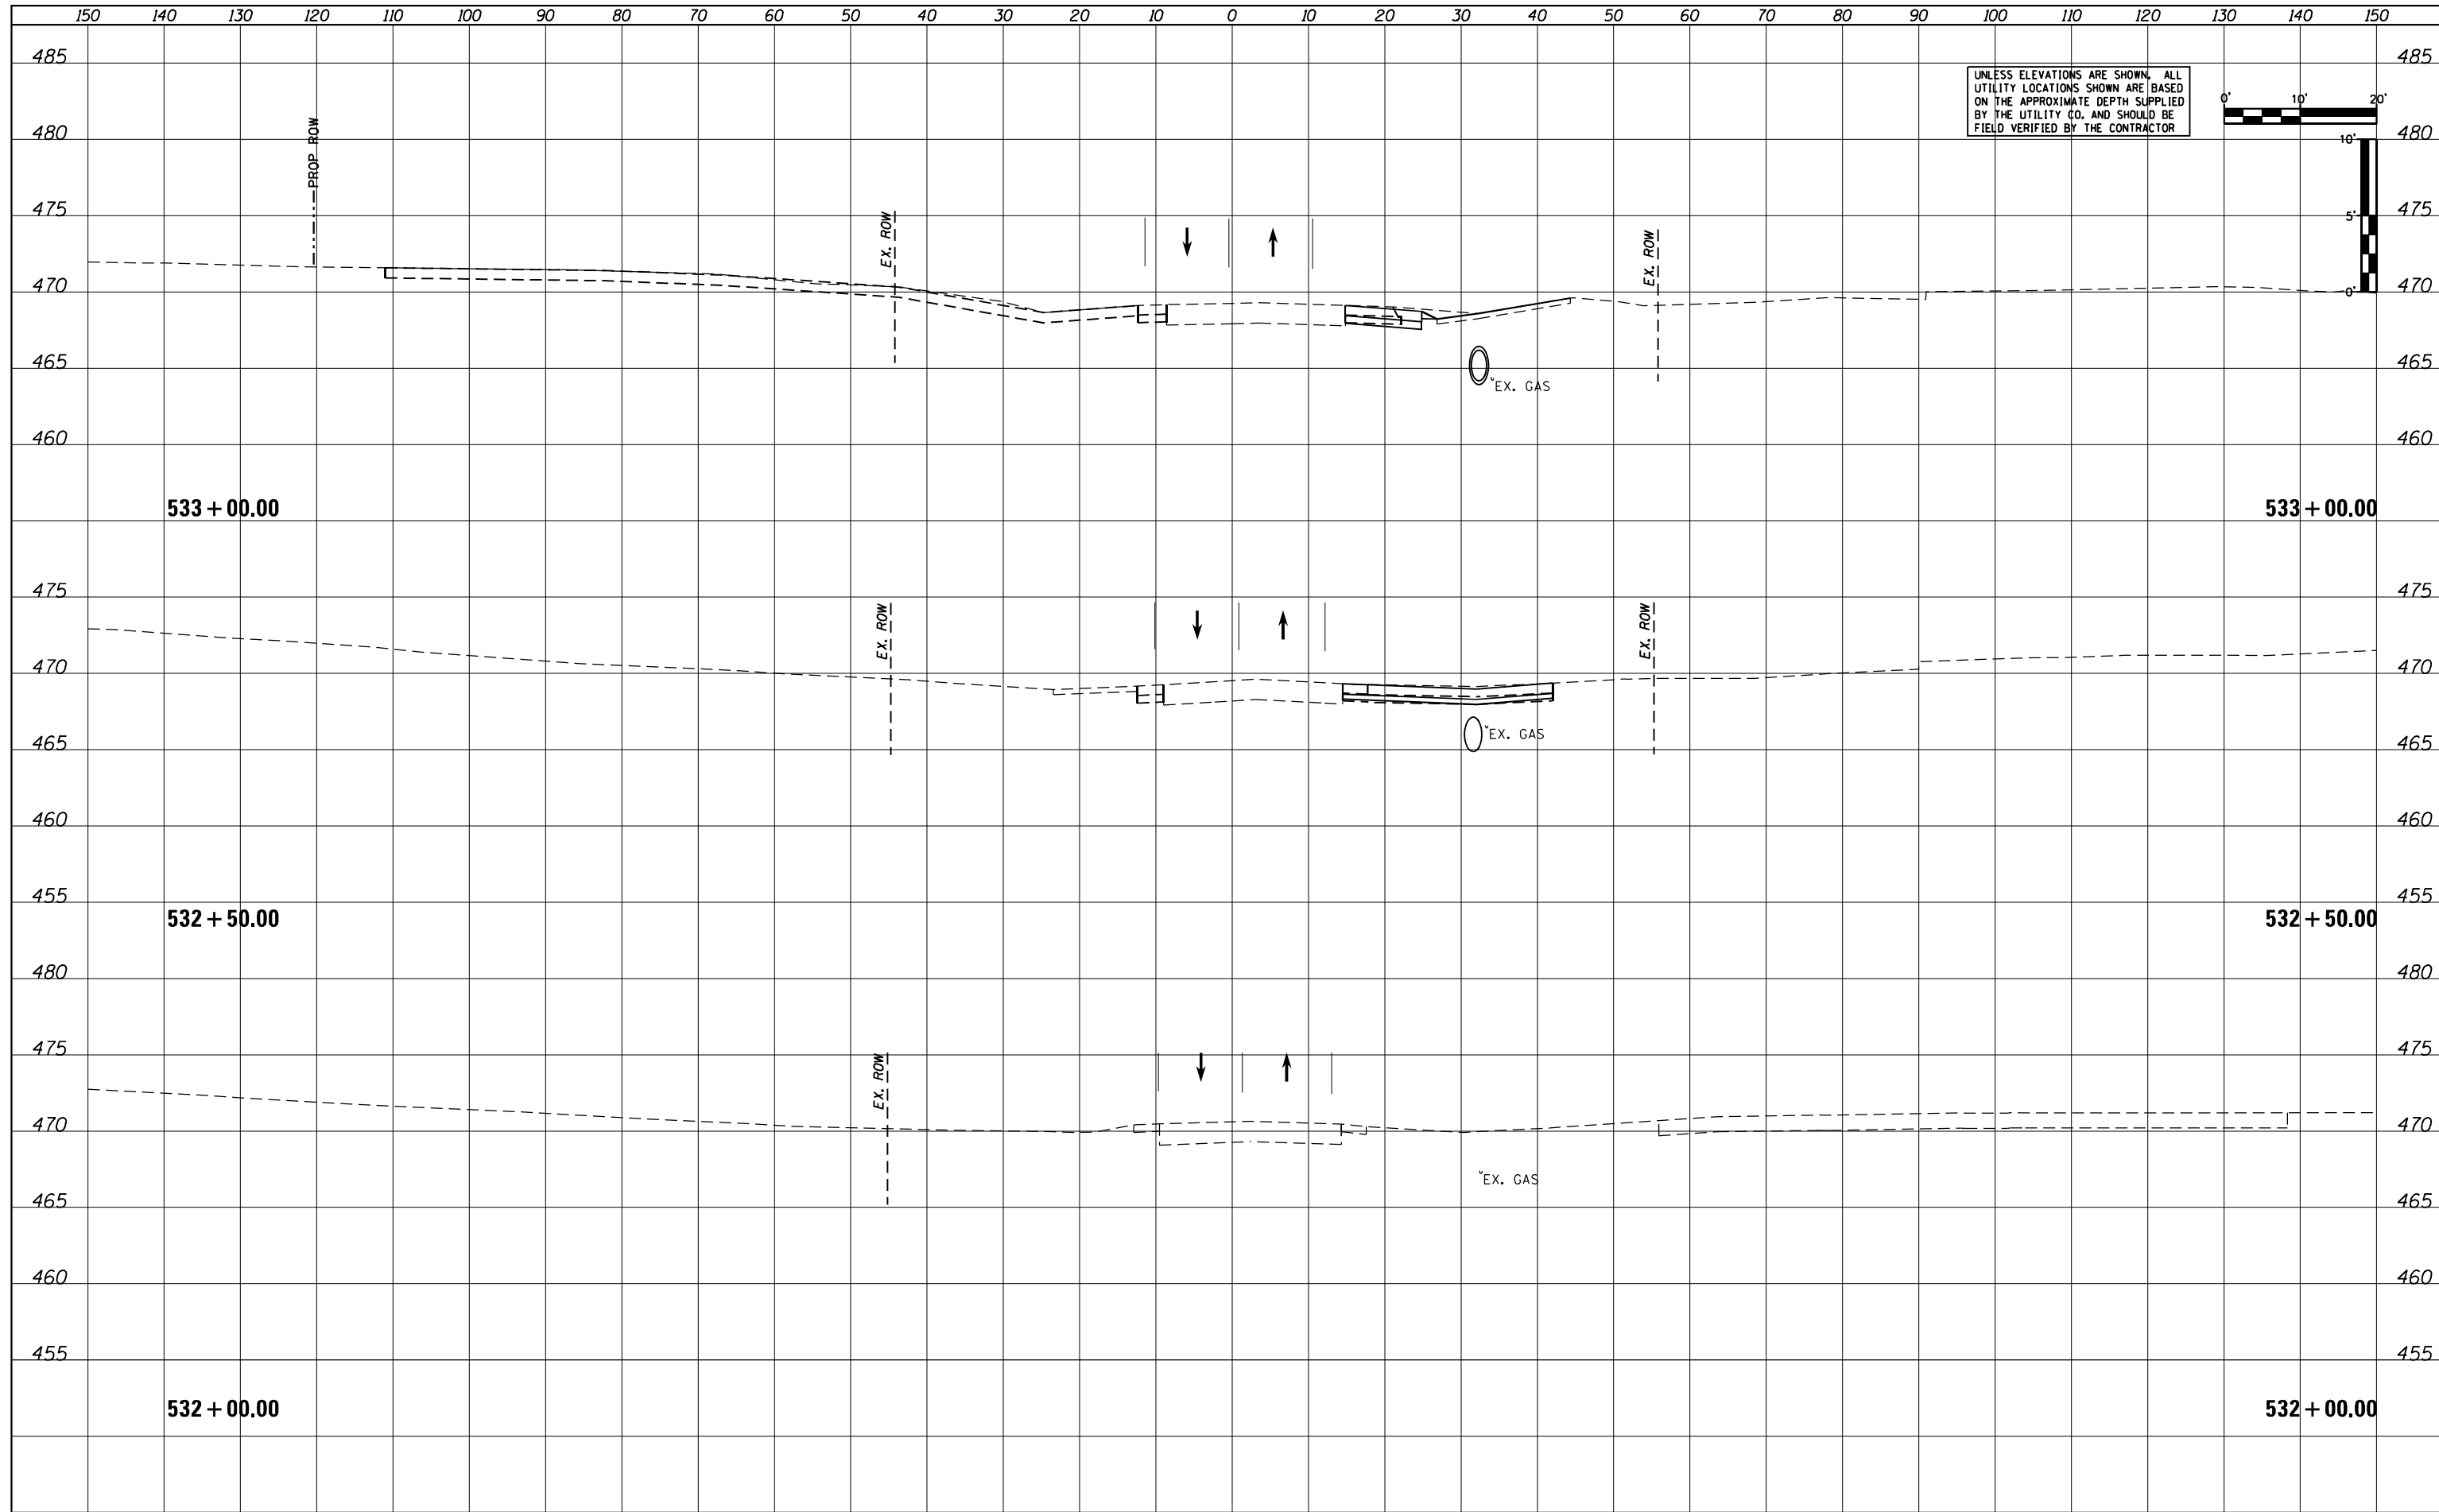 150 140 130 120 110 100 90 80 70 60 50 40 30 20 10 0 10 20 30 40 50 60 70 80 90 100 110 120 130 140 150
485 485
UNLESS ELEVATIONS ARE SHOWN, ALL
UTILITY LOCATIONS SHOWN ARE BASED
ON THE APPROXIMATE DEPTH SUPPLIED
BY THE UTILITY CO. AND SHOULD BE
FIELD VERIFIED BY THE CONTRACTOR
0' 10' 20'
480 480
10'
PROP ROW
475 475
5'
EX. ROW
EX. ROW
470 470
0'
465 465
EX. GAS
460 460
533+00.00 533+00.00
475 475
EX. ROW
EX. ROW
470 470
EX. GAS
465 465
460 460
455 455
532+50.00 532+50.00
480 480
475 475
EX. ROW
470 470
EX. GAS
465 465
460 460
455 455
532+00.00 532+00.00